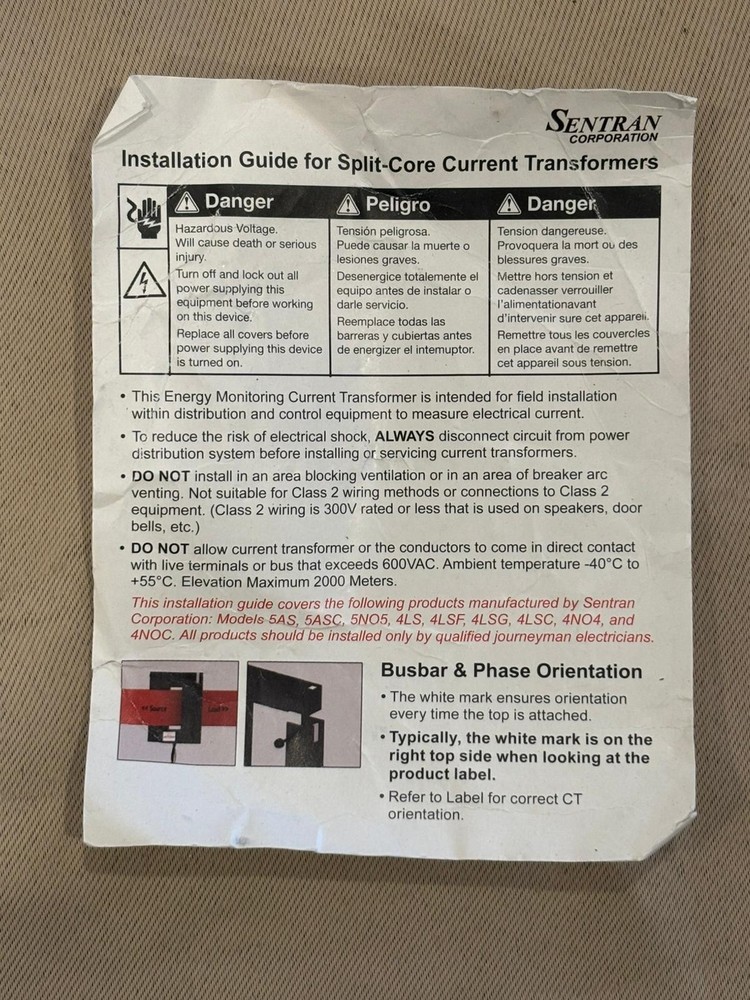 SENTRAN
CORPORATION
Installation Guide for Split-Core Current Transformers
Danger
Hazardous Voltage.
Will cause death or serious
injury.
Turn off and lock out all
power supplying this
equipment before working
on this device.
Replace all covers before
power supplying this device
is turned on.
Peligro
Tensión peligrosa.
Puede causar la muerte o
lesiones graves.
Desenergice totalemente el
equipo antes de instalar o
darle servicio.
Reemplace todas las
barreras y cubiertas antes
de energizar el intemuptor.
Danger
Tension dangereuse.
Provoquera la mort ou des
blessures graves.
Mettre hors tension et
cadenasser verrouiller
l'alimentationavant
d'intervenir sure cet appareil.
Remettre tous les couvercles
en place avant de remettre
cet appareil sous tension.
• This Energy Monitoring Current Transformer is intended for field installation
within distribution and control equipment to measure electrical current.
• To reduce the risk of electrical shock, ALWAYS disconnect circuit from power
distribution system before installing or servicing current transformers.
• DO NOT install in an area blocking ventilation or in an area of breaker arc
venting. Not suitable for Class 2 wiring methods or connections to Class 2
equipment. (Class 2 wiring is 300V rated or less that is used on speakers, door
bells, etc.)
• DO NOT allow current transformer or the conductors to come in direct contact
with live terminals or bus that exceeds 600VAC. Ambient temperature -40°C to
+55°C. Elevation Maximum 2000 Meters.
This installation guide covers the following products manufactured by Sentran
Corporation: Models 5AS, 5ASC, 5NO5, 4LS, 4LSF, 4LSG, 4LSC, 4NO4, and
4NOC. All products should be installed only by qualified journeyman electricians.
Source
Busbar & Phase Orientation
• The white mark ensures orientation
every time the top is attached.
• Typically, the white mark is on the
right top side when looking at the
product label.
• Refer to Label for correct CT
orientation.